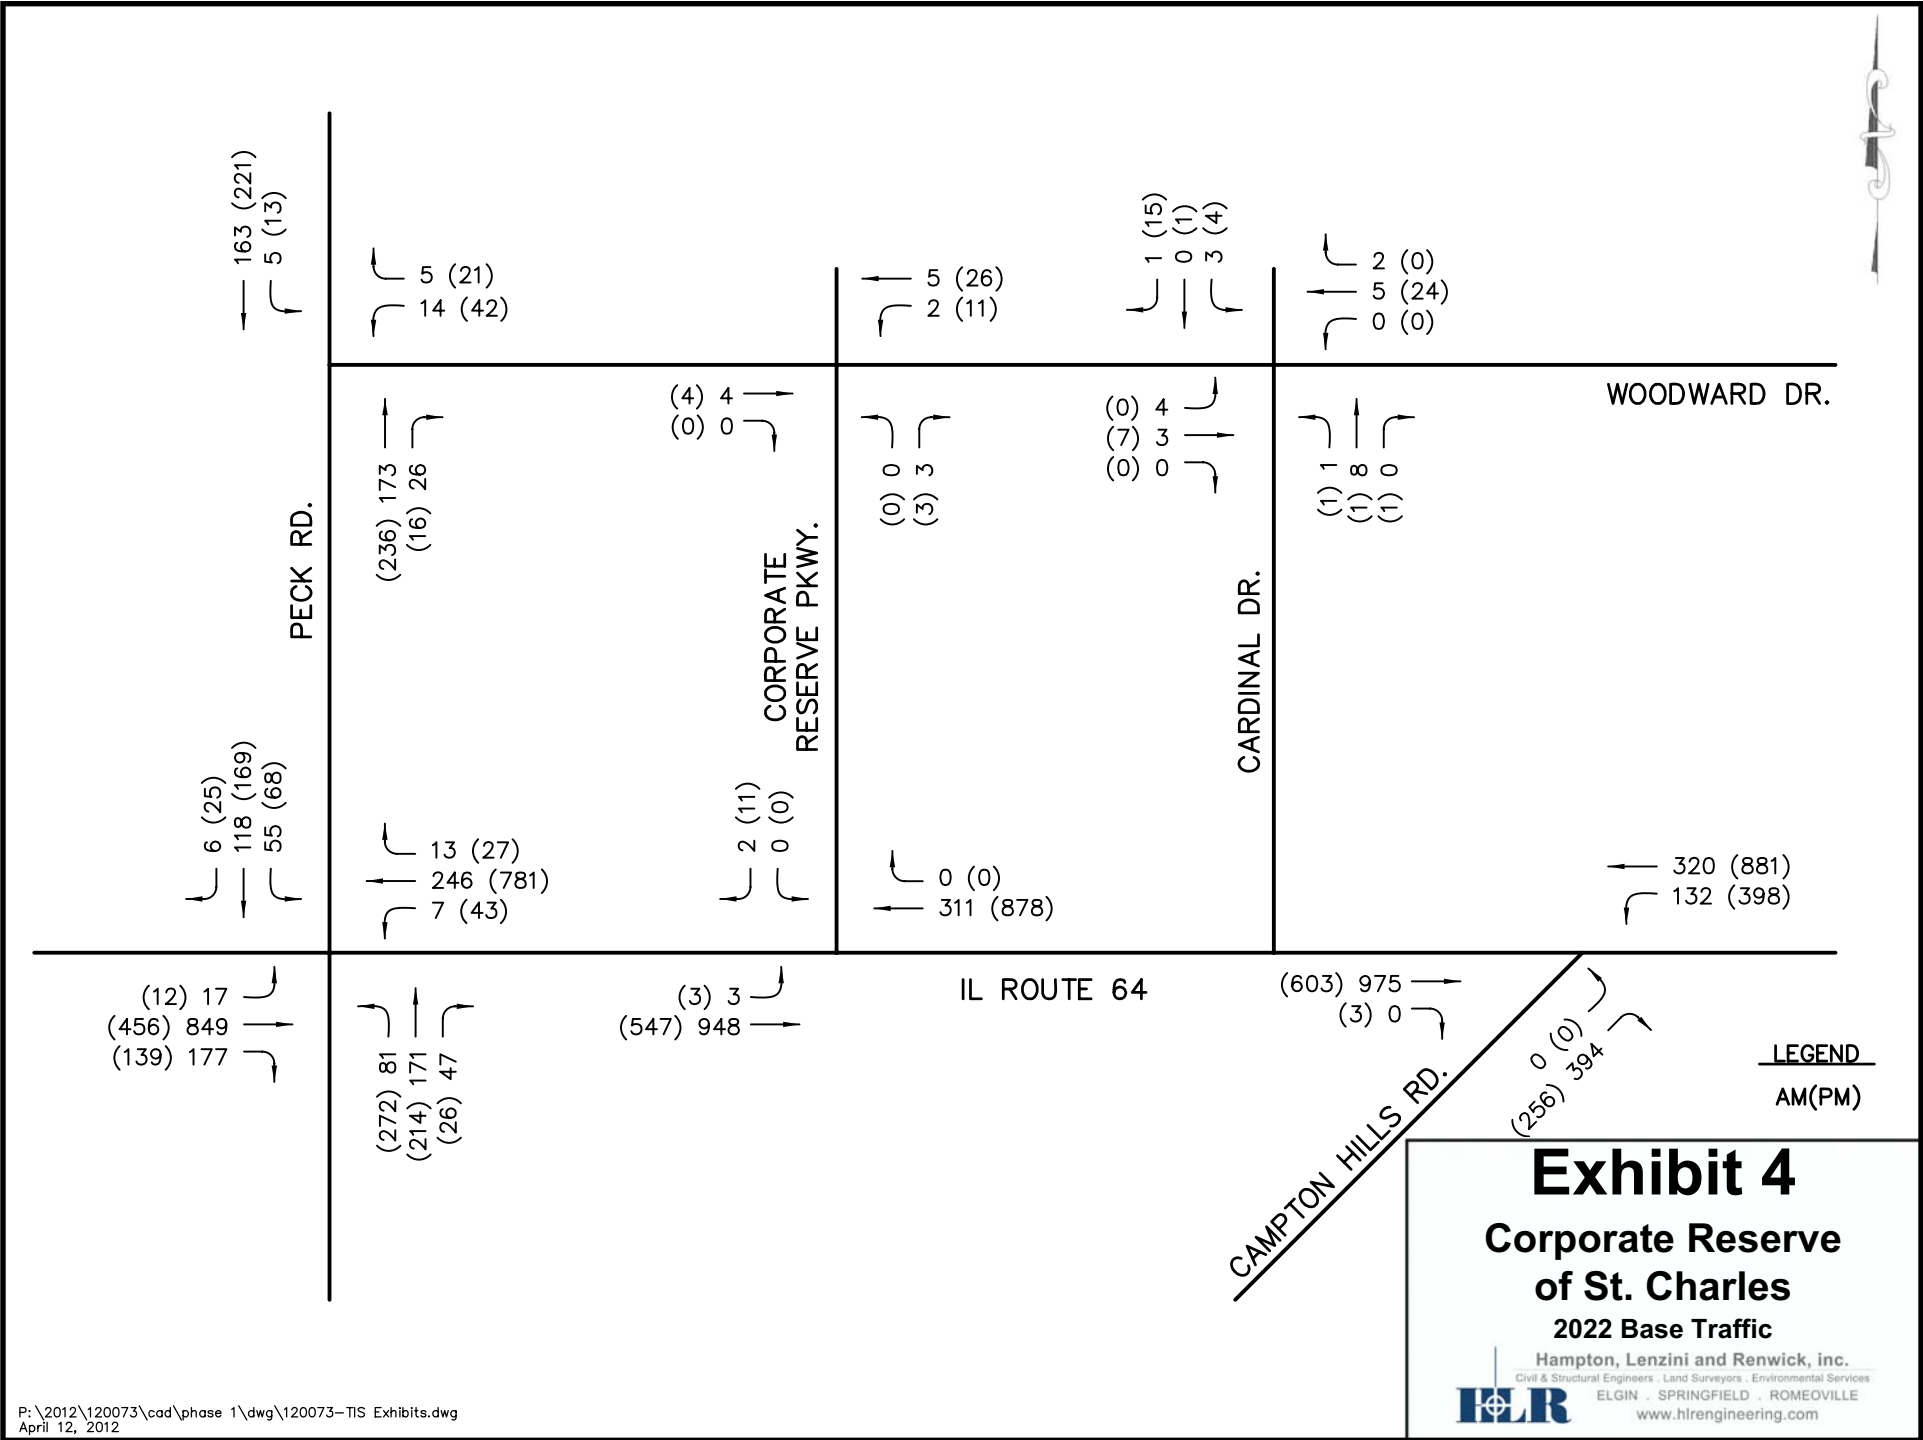 163 (221)
5 (13)
5 (21)
14 (42)
5 (26)
2 (11)
1 (15)
0 (1)
3 (4)
2 (0)
5 (24)
0 (0)
WOODWARD DR.
(236) 173
(16) 26
(4) 4
(0) 0
(0) 0
(3) 3
(0) 4
(7) 3
(0) 0
(1) 1
(1) 8
(1) 0
PECK RD.
CORPORATE
RESERVE PKWY.
CARDINAL DR.
6 (25)
118 (169)
55 (68)
13 (27)
246 (781)
7 (43)
2 (11)
0 (0)
0 (0)
311 (878)
320 (881)
132 (398)
IL ROUTE 64
(12) 17
(456) 849
(139) 177
(272) 81
(214) 171
(26) 47
(3) 3
(547) 948
(603) 975
(3) 0
0 (0)
(256) 394
CAMPTON HILLS RD.
LEGEND
AM(PM)
Exhibit 4
Corporate Reserve
of St. Charles
2022 Base Traffic
Hampton, Lenzini and Renwick, inc.
Civil & Structural Engineers . Land Surveyors . Environmental Services
HLR
ELGIN . SPRINGFIELD . ROMEOVILLE
www.hlrengineering.com
P:\2012\120073\cad\phase 1\dwg\120073-TIS Exhibits.dwg
April 12, 2012